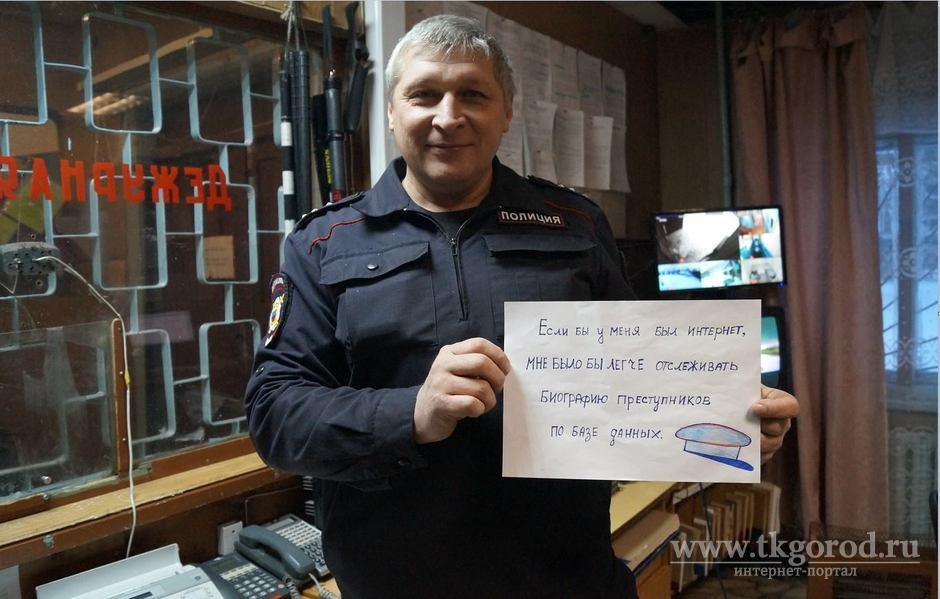 ДЕЖУРНАЯ
ПОЛИЦИЯ
Если бы у меня был интернет,
мне было бы легче отслеживать
биографию преступников
по базе данных.
www.tkgorod.ru
интернет-портал